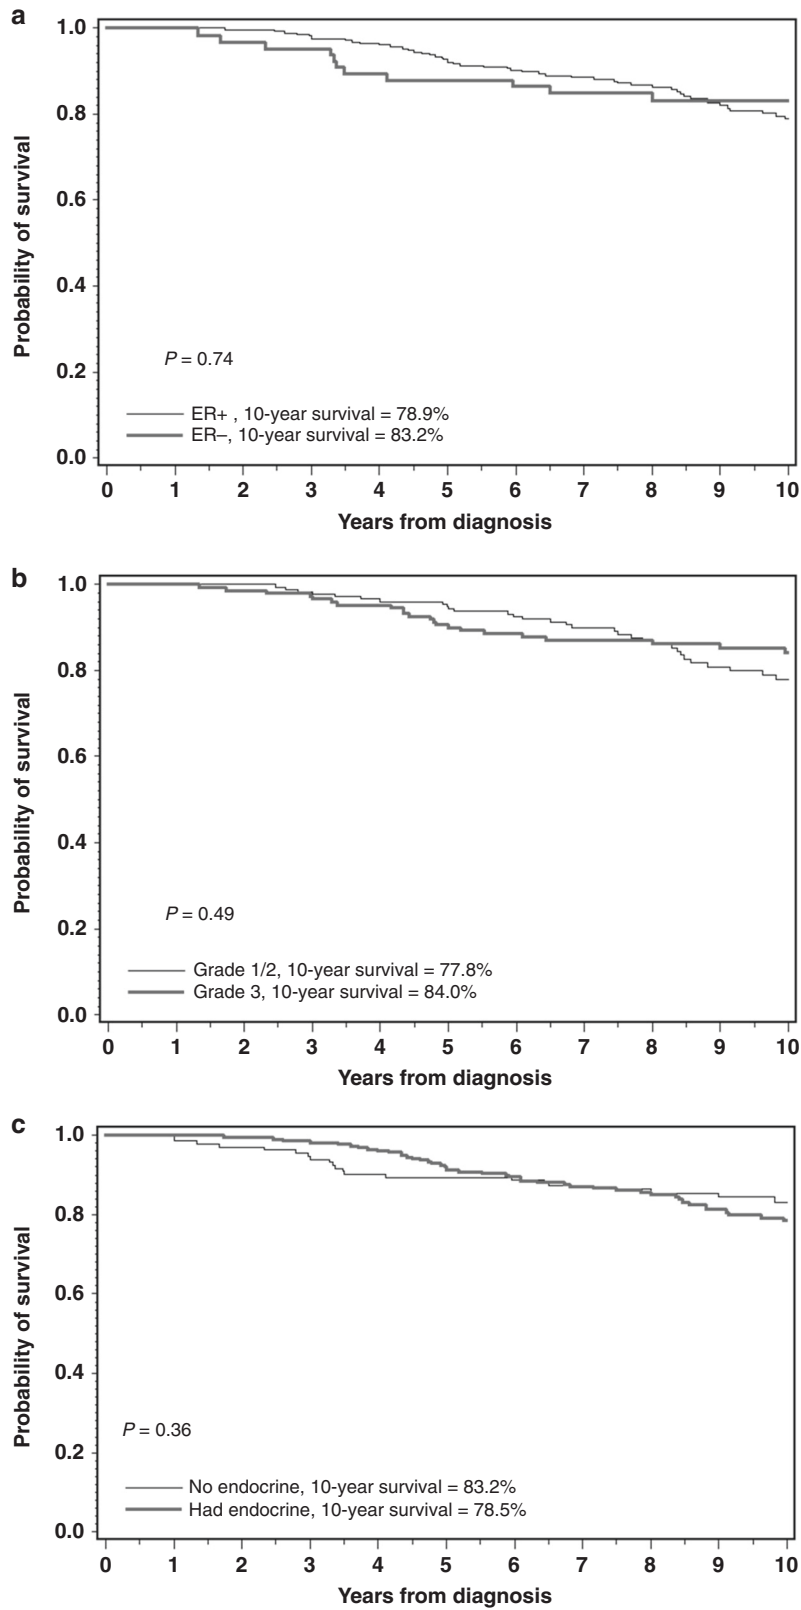 a
1.0
0.8
0.6
0.4
0.2
0.0
Probability of survival
P = 0.74
ER+ , 10-year survival = 78.9%
ER–, 10-year survival = 83.2%
0 1 2 3 4 5 6 7 8 9 10
Years from diagnosis
b
1.0
0.8
0.6
0.4
0.2
0.0
Probability of survival
P = 0.49
Grade 1/2, 10-year survival = 77.8%
Grade 3, 10-year survival = 84.0%
0 1 2 3 4 5 6 7 8 9 10
Years from diagnosis
c
1.0
0.8
0.6
0.4
0.2
0.0
Probability of survival
P = 0.36
No endocrine, 10-year survival = 83.2%
Had endocrine, 10-year survival = 78.5%
0 1 2 3 4 5 6 7 8 9 10
Years from diagnosis